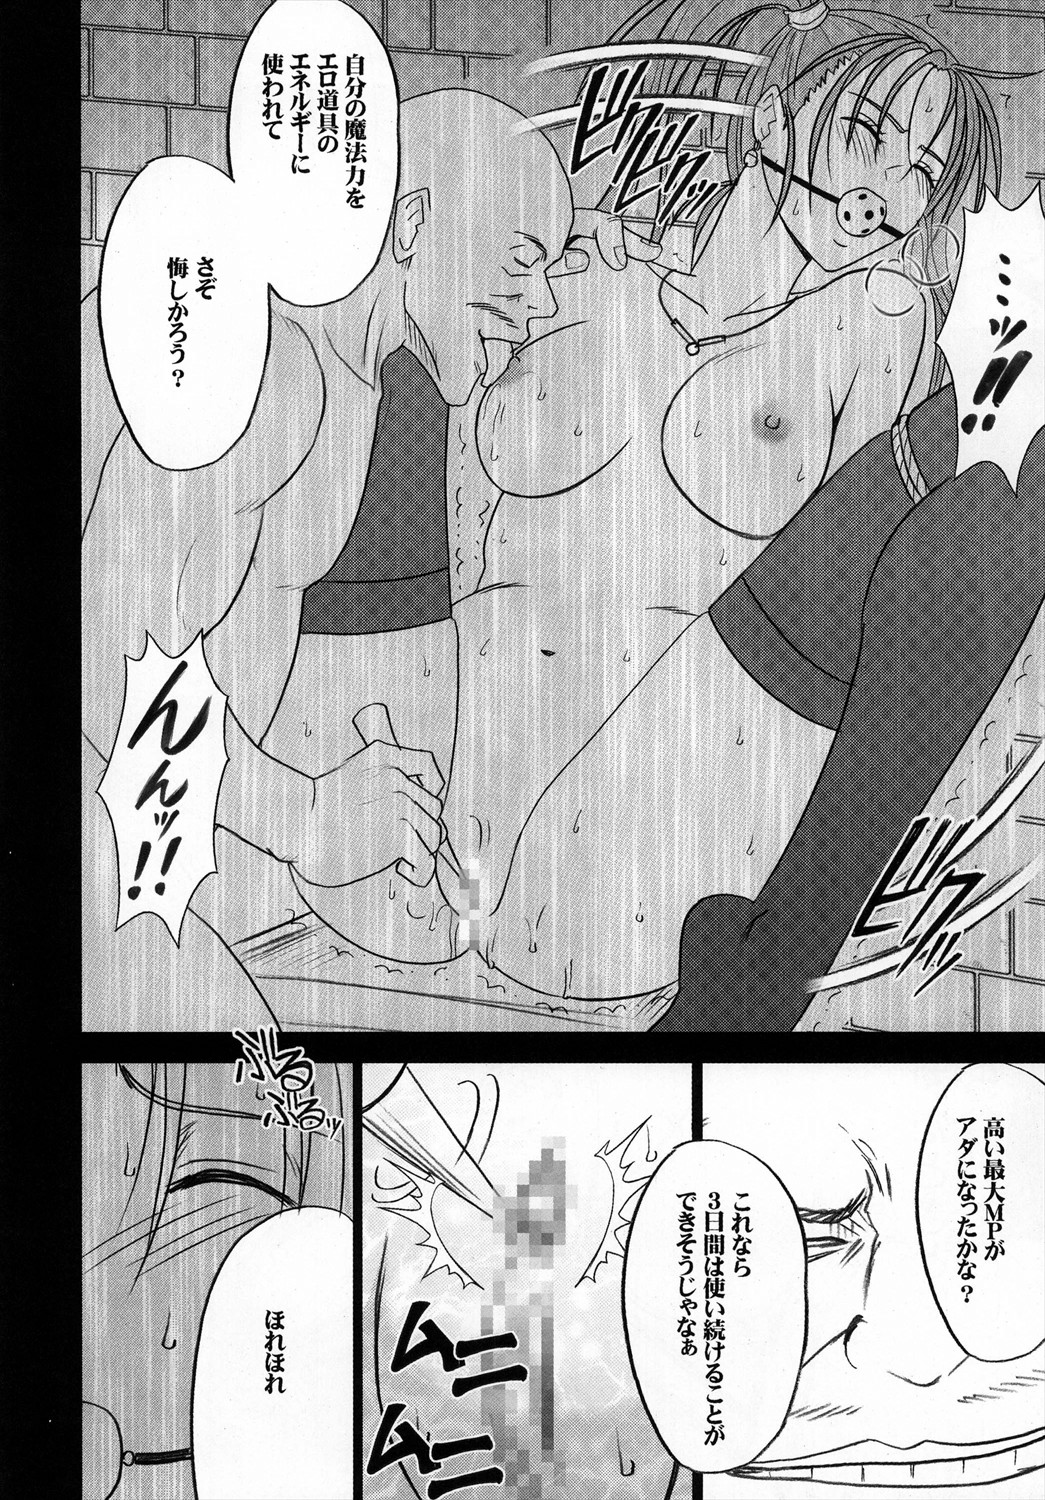 自分の魔法力を
エロ道具の
エネルギーに
使われて
さぞ
悔しかろう？
ビクッ
ビクッ
…ッ!!
んんッ!!
ビクッ
高い最大MPが
アダになったかな？
これなら
3日間は使い続けることが
できそうじゃなぁ
ムニ
ムニ
ぶるぶるッ
ほれほれ